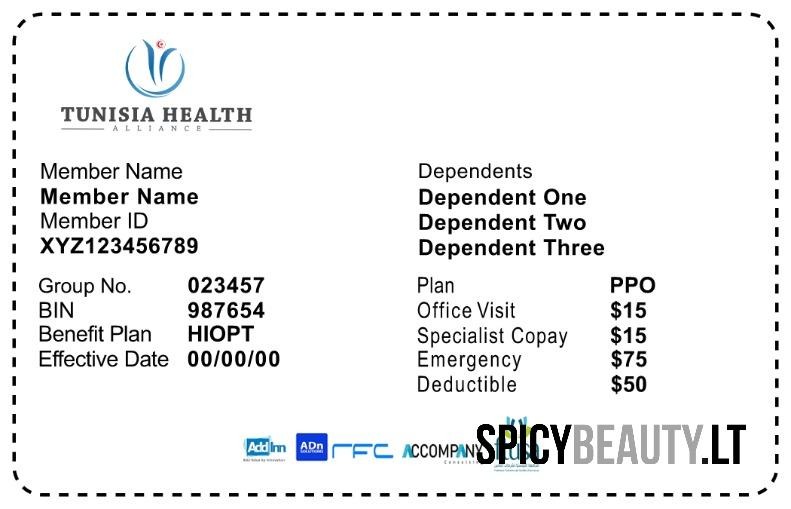 TUNISIA HEALTH
ALLIANCE
Member Name
Member Name
Member ID
XYZ123456789
Group No. 023457
BIN 987654
Benefit Plan HIOPT
Effective Date 00/00/00
Dependents
Dependent One
Dependent Two
Dependent Three
Plan PPO
Office Visit $15
Specialist Copay $15
Emergency $75
Deductible $50
AddInn
ADn
SOLUTIONS
RFC
ACCOMPANY
SPICYBEAUTY.LT